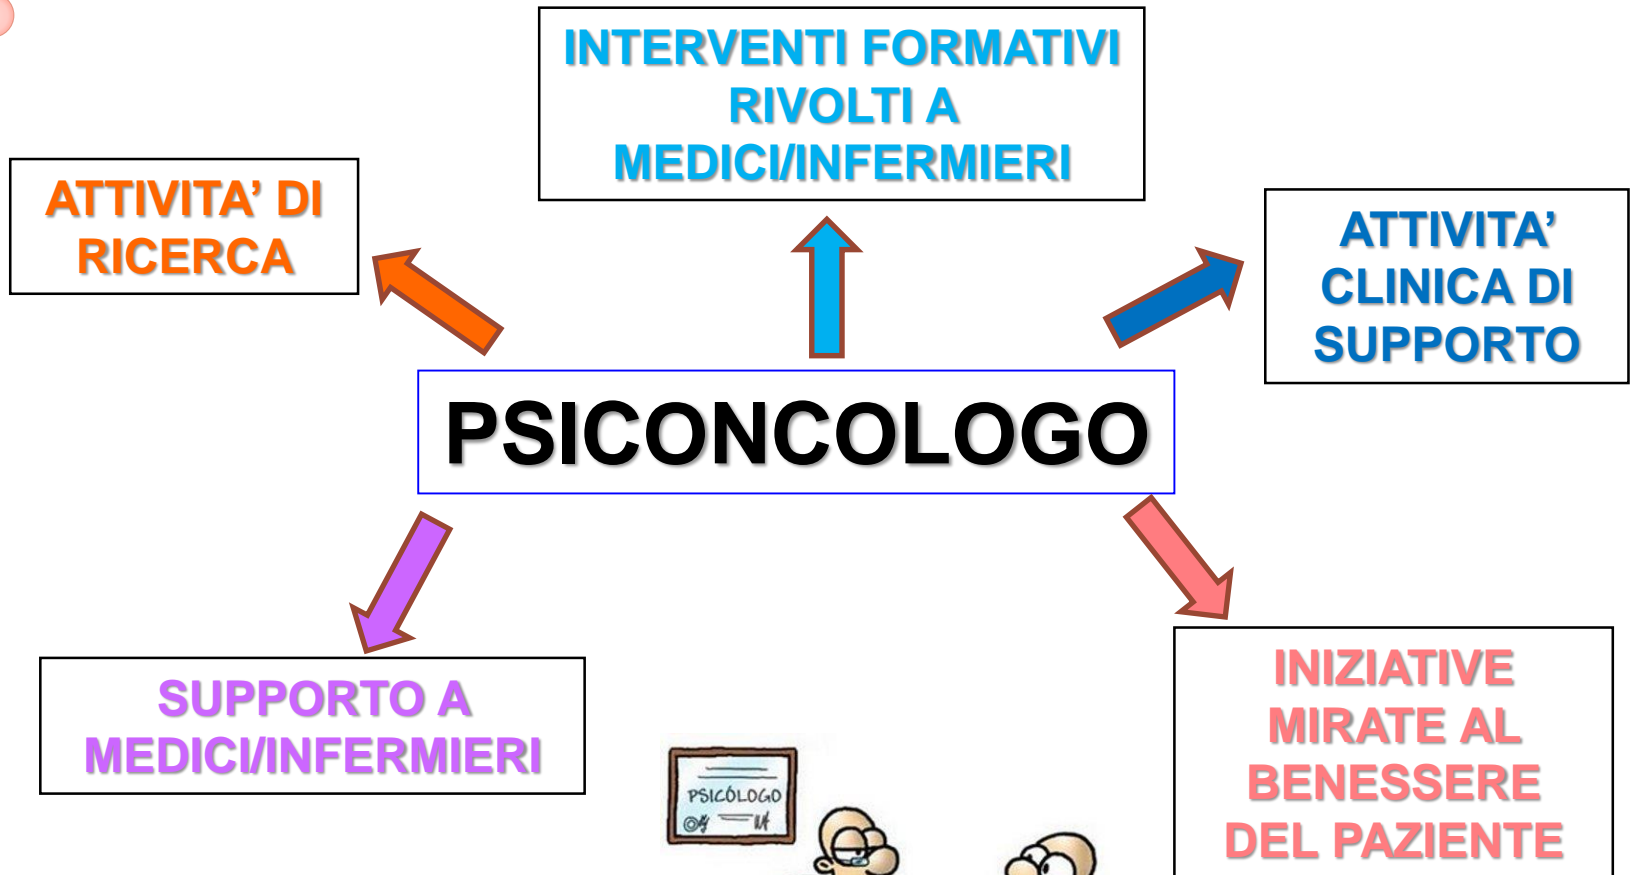 INTERVENTI FORMATIVI
RIVOLTI A
MEDICI/INFERMIERI
ATTIVITA’ DI
RICERCA
ATTIVITA’
CLINICA DI
SUPPORTO
PSICONCOLOGO
SUPPORTO A
MEDICI/INFERMIERI
INIZIATIVE
MIRATE AL
BENESSERE
DEL PAZIENTE
PSICÓLOGO